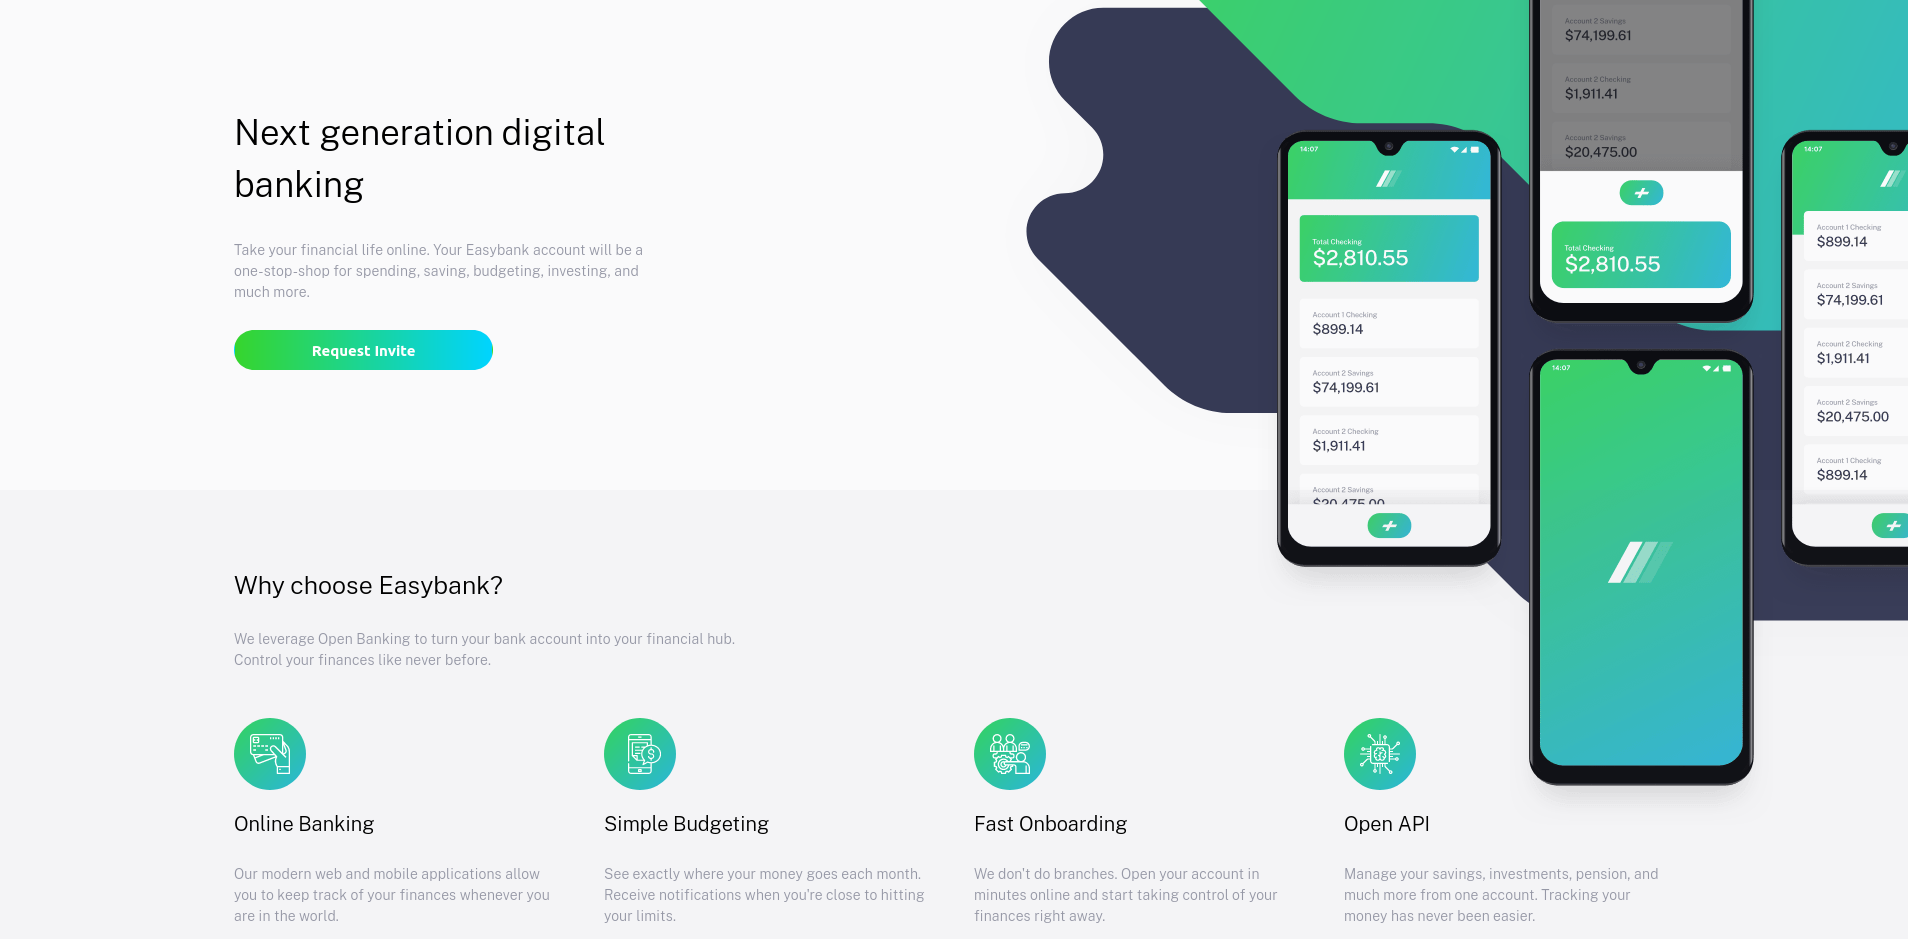 Next generation digital
banking
Take your financial life online. Your Easybank account will be a
one-stop-shop for spending, saving, budgeting, investing, and
much more.
Request Invite
Account 2 Savings
$74,199.61
Account 2 Checking
$1,911.41
Account 2 Savings
$20,475.00
Total Checking
$2,810.55
14:07
Total Checking
$2,810.55
Account 1 Checking
$899.14
Account 2 Savings
$74,199.61
Account 2 Checking
$1,911.41
Account 2 Savings
$20,475.00
14:07
14:07
Account 1 Checking
$899.14
Account 2 Savings
$74,199.61
Account 2 Checking
$1,911.41
Account 2 Savings
$20,475.00
Account 1 Checking
$899.14
Why choose Easybank?
We leverage Open Banking to turn your bank account into your financial hub.
Control your finances like never before.
Online Banking
Our modern web and mobile applications allow
you to keep track of your finances whenever you
are in the world.
Simple Budgeting
See exactly where your money goes each month.
Receive notifications when you're close to hitting
your limits.
Fast Onboarding
We don't do branches. Open your account in
minutes online and start taking control of your
finances right away.
Open API
Manage your savings, investments, pension, and
much more from one account. Tracking your
money has never been easier.